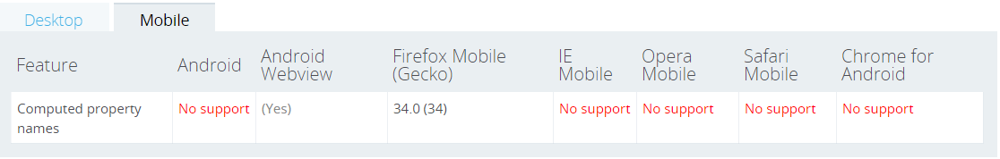 Desktop Mobile
Feature Android Android Webview Firefox Mobile (Gecko) IE Mobile Opera Mobile Safari Mobile Chrome for Android
Computed property names No support (Yes) 34.0 (34) No support No support No support No support